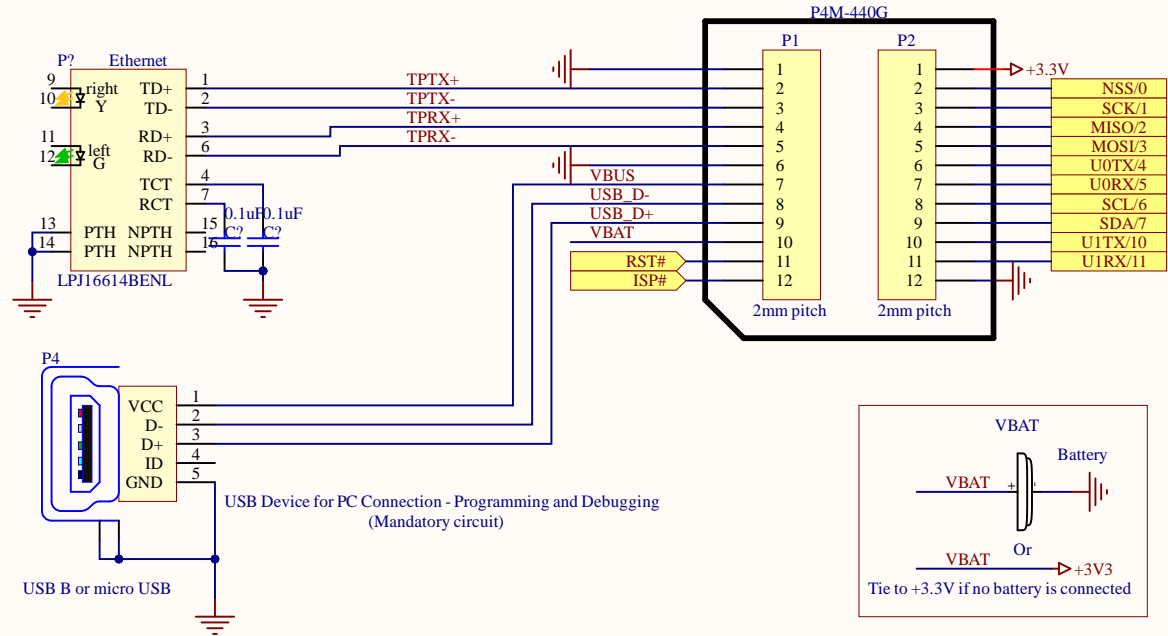 P4M-440G
P? Ethernet
9
10
right
Y
11
12
left
G
TD+ 1
TD- 2
RD+ 3
RD- 6
TCT 4
RCT 7
13 PTH NPTH 15
14 PTH NPTH 16
LPJ16614BENL
0.1uF 0.1uF
C? C?
TPTX+
TPTX-
TPRX+
TPRX-
VBUS
USB_D-
USB_D+
VBAT
RST#
ISP#
P1
1
2
3
4
5
6
7
8
9
10
11
12
2mm pitch
P2
1
2
3
4
5
6
7
8
9
10
11
12
2mm pitch
+3.3V
NSS/0
SCK/1
MISO/2
MOSI/3
U0TX/4
U0RX/5
SCL/6
SDA/7
U1TX/10
U1RX/11
P4
VCC 1
D- 2
D+ 3
ID 4
GND 5
USB Device for PC Connection - Programming and Debugging
(Mandatory circuit)
USB B or micro USB
VBAT
Battery
VBAT + -
Or
VBAT +3V3
Tie to +3.3V if no battery is connected